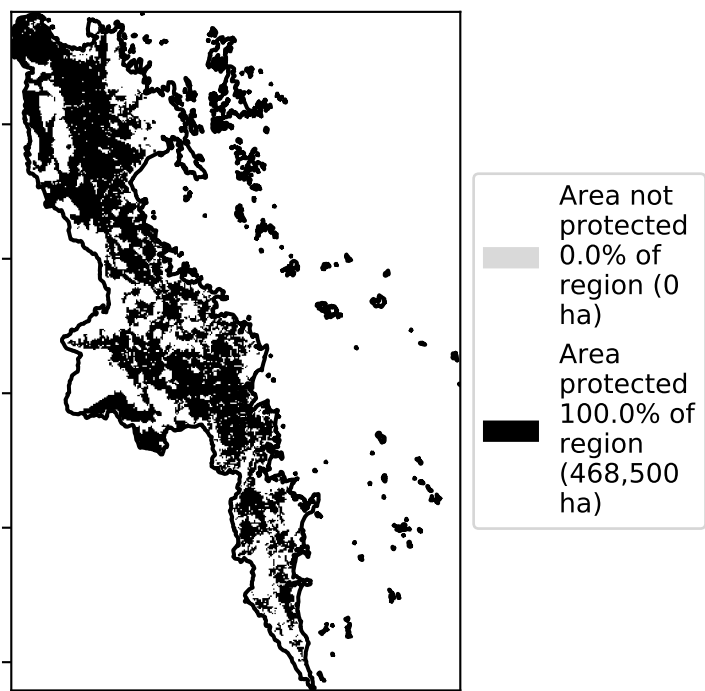 Area not
protected
0.0% of
region (0
ha)
Area
protected
100.0% of
region
(468,500
ha)